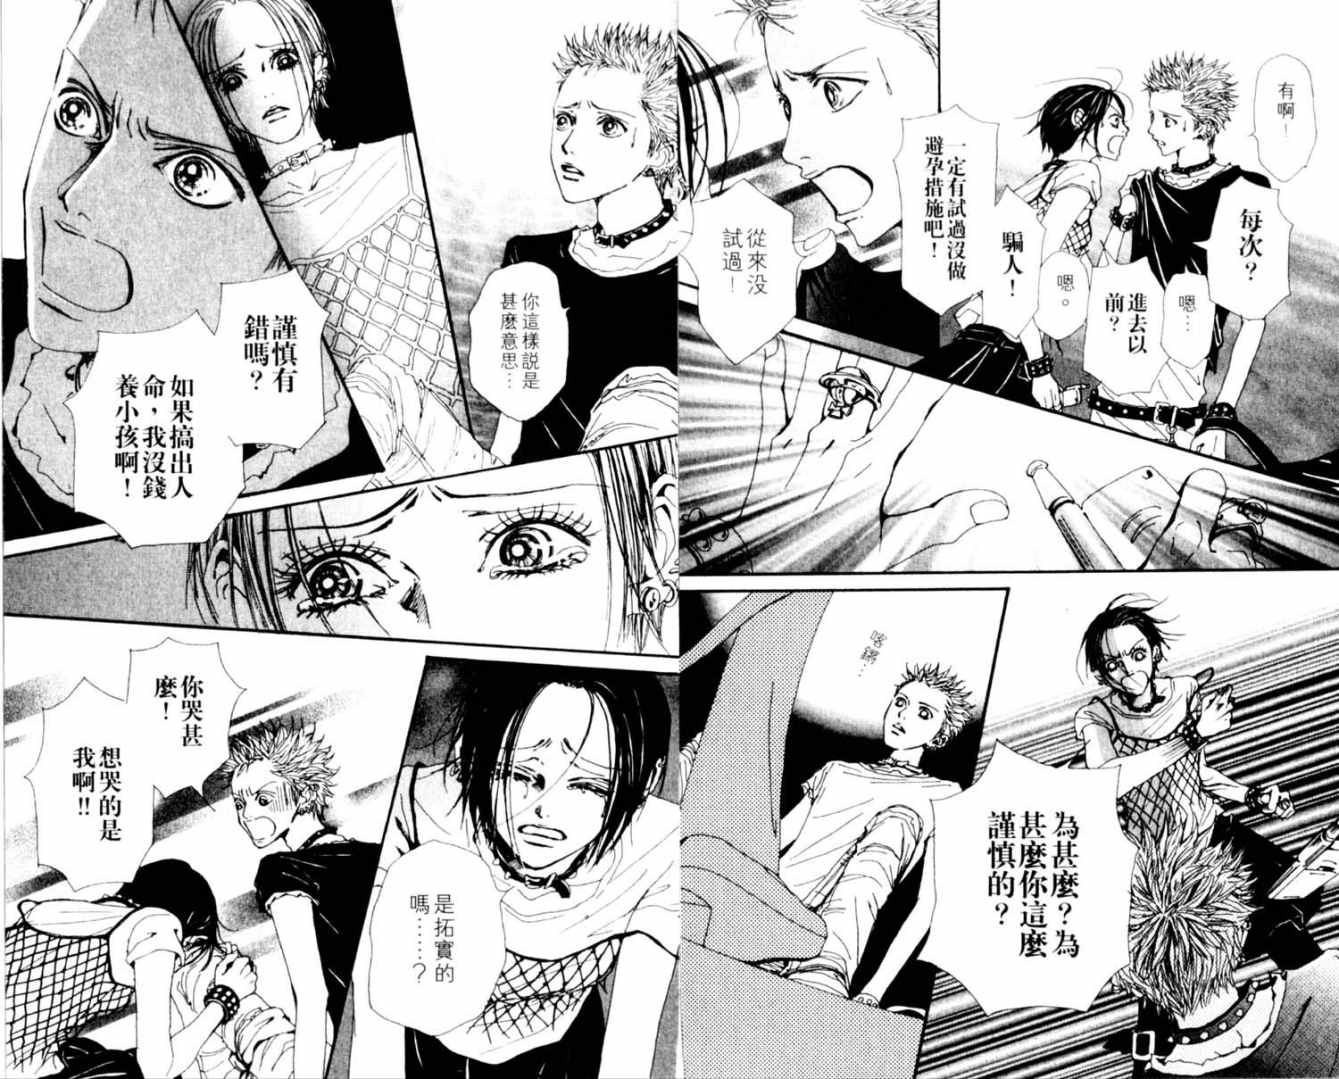 有啊—
每次？
嗯…
進去以
前？
嗯。
騙人！
一定有試過沒做
避孕措施吧！
從來没
試過！
為甚麼？為
甚麼你這麼
謹慎的？
你這樣說是
甚麼意思…
謹慎有
錯嗎？
如果搞出人
命，我沒錢
養小孩啊！
是拓實的
嗎……？
你哭甚
麼！
想哭的是
我啊!!